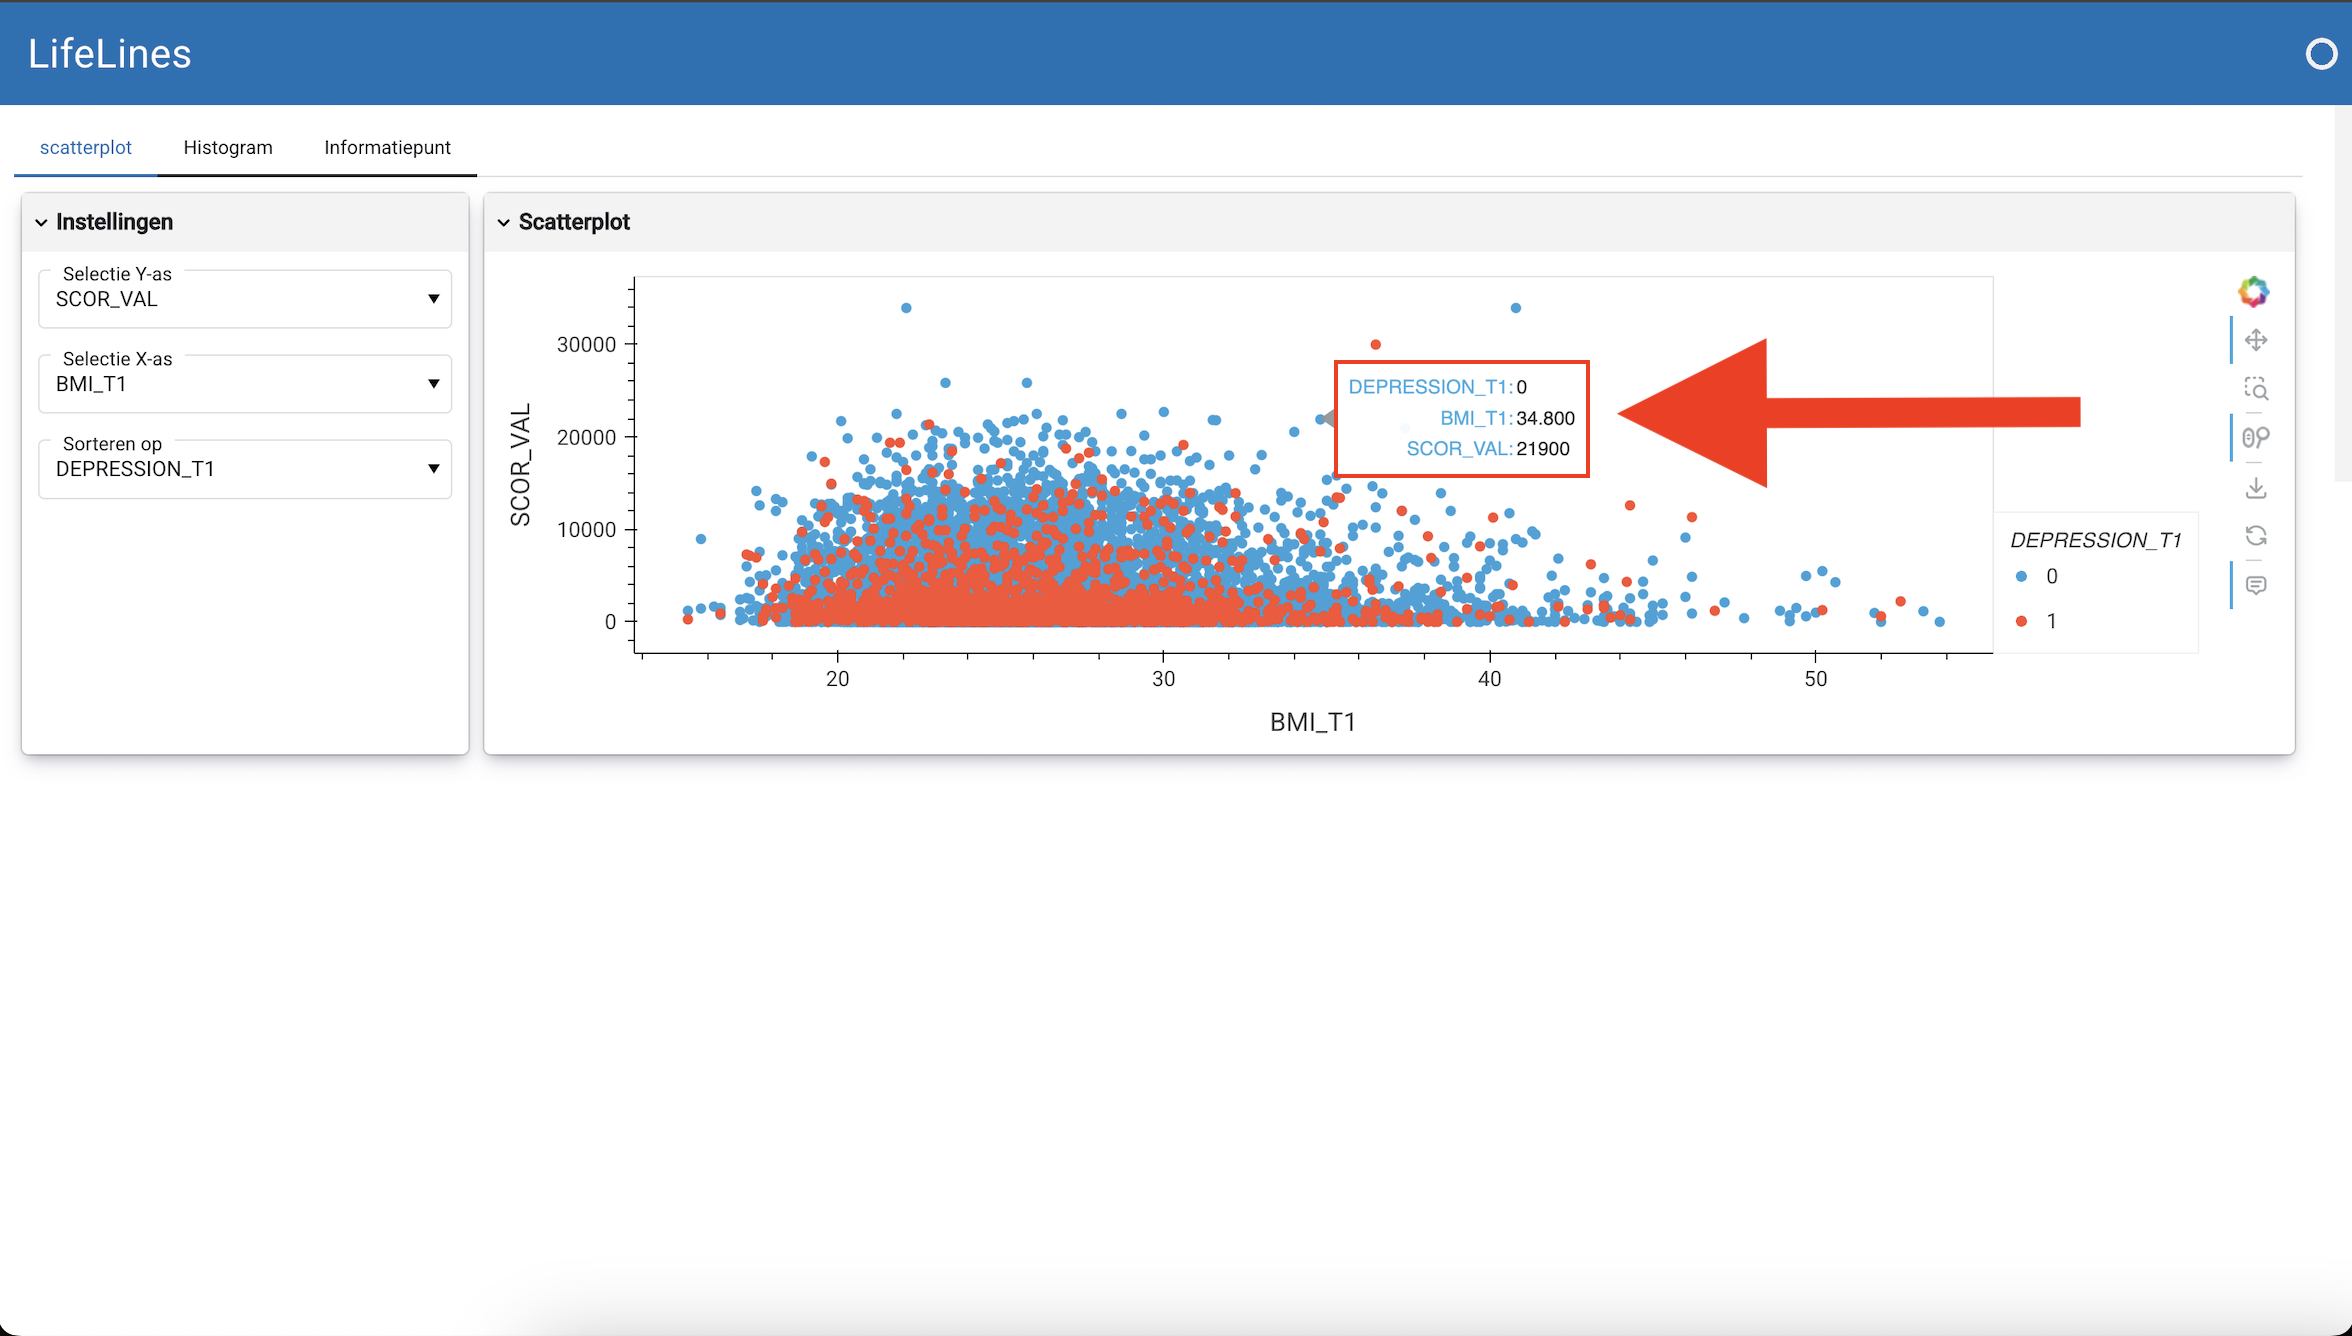 LifeLines
scatterplot Histogram Informatiepunt
Instellingen
Selectie Y-as
SCOR_VAL
Selectie X-as
BMI_T1
Sorteren op
DEPRESSION_T1
Scatterplot
SCOR_VAL
30000
20000
10000
0
DEPRESSION_T1: 0
BMI_T1: 34.800
SCOR_VAL: 21900
20 30 40 50
BMI_T1
DEPRESSION_T1
0
1